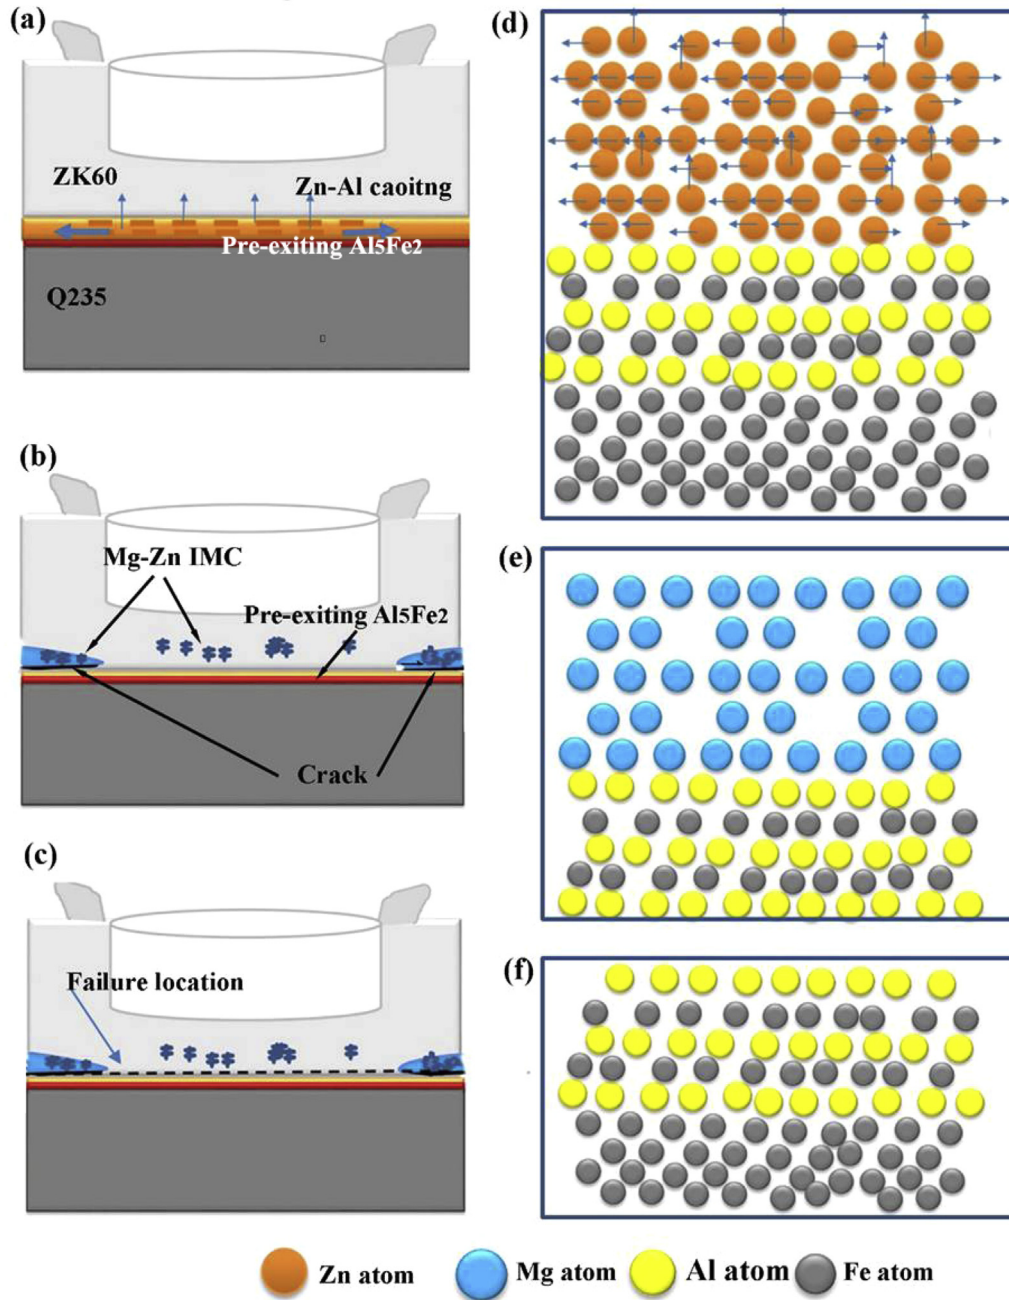 (a)
ZK60
Zn-Al caoitng
Pre-exiting Al5Fe2
Q235
(b)
Mg-Zn IMC
Pre-exiting Al5Fe2
Crack
(c)
Failure location
(d)
(e)
(f)
Zn atom
Mg atom
Al atom
Fe atom